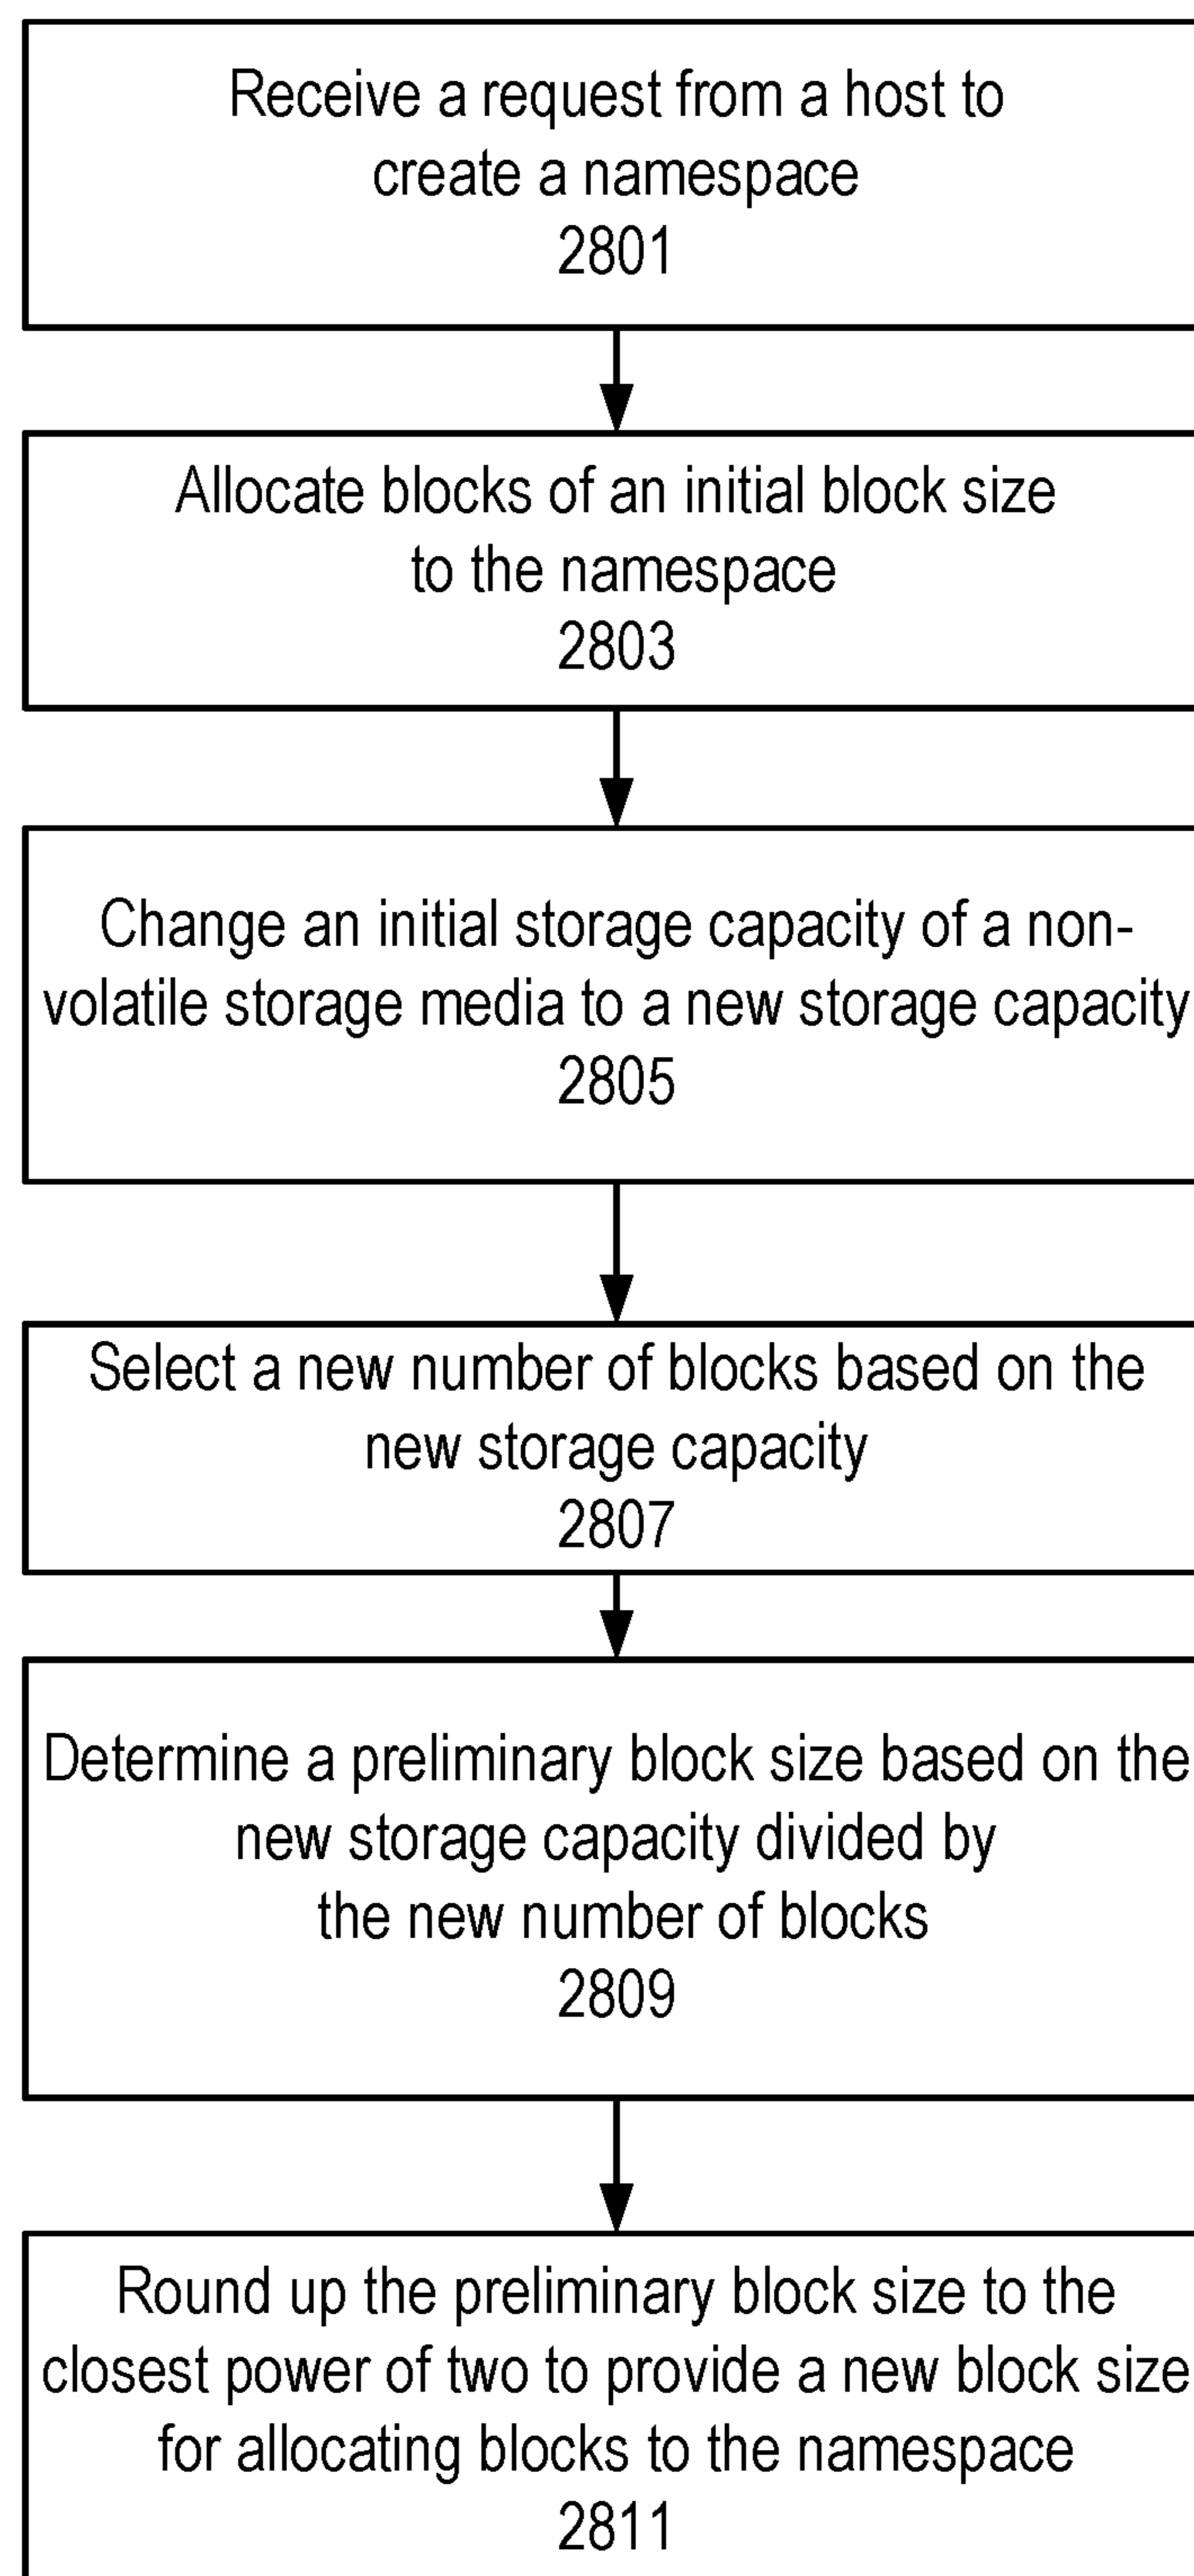 Receive a request from a host to
create a namespace
2801
Allocate blocks of an initial block size
to the namespace
2803
Change an initial storage capacity of a non-
volatile storage media to a new storage capacity
2805
Select a new number of blocks based on the
new storage capacity
2807
Determine a preliminary block size based on the
new storage capacity divided by
the new number of blocks
2809
Round up the preliminary block size to the
closest power of two to provide a new block size
for allocating blocks to the namespace
2811